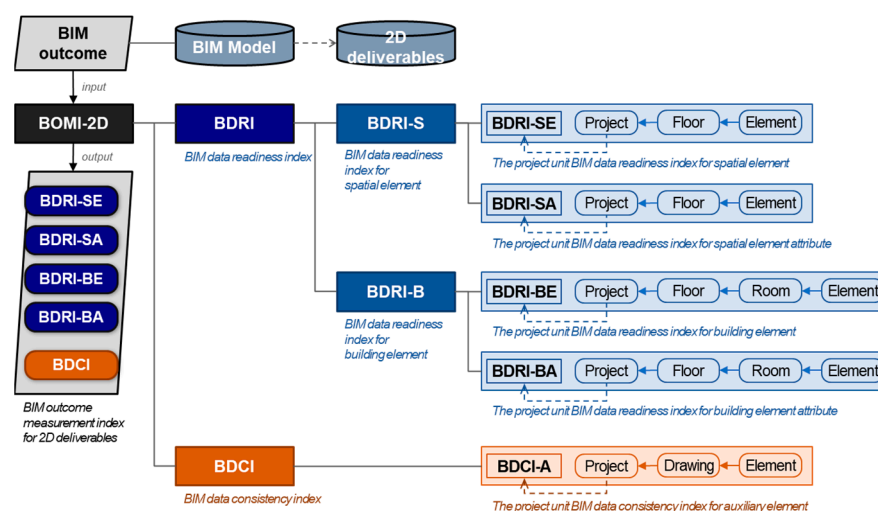 BIM
outcome
BIM Model
2D
deliverables
input
BOMI-2D
BDRI
BIM data readiness index
BDRI-S
BIM data readiness
index for
spatial element
BDRI-SE
Project
Floor
Element
The project unit BIM data readiness index for spatial element
output
BDRI-SE
BDRI-SA
BDRI-BE
BDRI-BA
BDCI
BIM outcome
measurement index
for 2D deliverables
BDRI-SA
Project
Floor
Element
The project unit BIM data readiness index for spatial element attribute
BDRI-B
BIM data readiness
index for
building element
BDRI-BE
Project
Floor
Room
Element
The project unit BIM data readiness index for building element
BDRI-BA
Project
Floor
Room
Element
The project unit BIM data readiness index for building element attribute
BDCI
BIM data consistency index
BDCI-A
Project
Drawing
Element
The project unit BIM data consistency index for auxiliary element